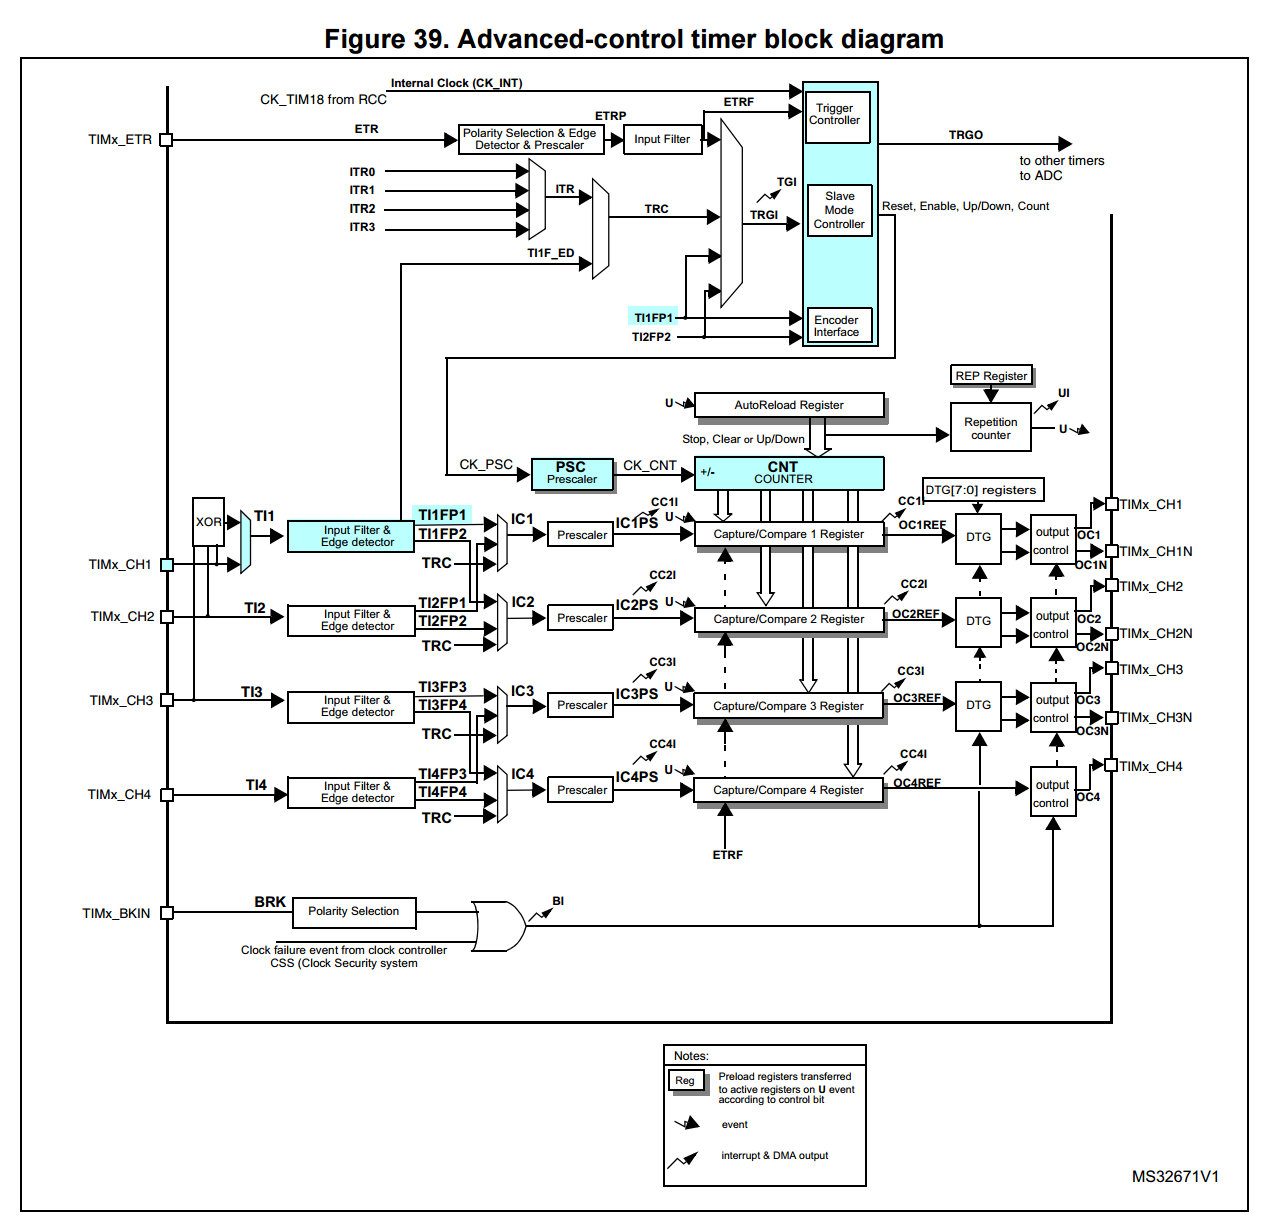 Figure 39. Advanced-control timer block diagram
Internal Clock (CK_INT)
CK_TIM18 from RCC
ETRF
Trigger
Controller
ETRP
TIMx_ETR
ETR
Polarity Selection & Edge
Detector & Prescaler
Input Filter
TRGO
to other timers
to ADC
ITR0
ITR1
ITR2
ITR3
ITR
TGI
TRC
TRGI
Slave
Mode
Controller
Reset, Enable, Up/Down, Count
TI1F_ED
TI1FP1
TI2FP2
Encoder
Interface
REP Register
UI
U
AutoReload Register
Repetition
counter
U
Stop, Clear or Up/Down
CK_PSC
PSC
Prescaler
CK_CNT
+/-
CNT
COUNTER
DTG[7:0] registers
XOR
TI1
Input Filter &
Edge detector
TI1FP1
TI1FP2
TRC
IC1
Prescaler
IC1PS
CC1I
U
Capture/Compare 1 Register
CC1I
OC1REF
DTG
output
control
OC1
OC1N
TIMx_CH1
TIMx_CH1N
TIMx_CH1
TIMx_CH2
TI2
Input Filter &
Edge detector
TI2FP1
TI2FP2
TRC
IC2
Prescaler
IC2PS
CC2I
U
Capture/Compare 2 Register
CC2I
OC2REF
DTG
output
control
OC2
OC2N
TIMx_CH2
TIMx_CH2N
TIMx_CH3
TI3
Input Filter &
Edge detector
TI3FP3
TI3FP4
TRC
IC3
Prescaler
IC3PS
CC3I
U
Capture/Compare 3 Register
CC3I
OC3REF
DTG
output
control
OC3
OC3N
TIMx_CH3
TIMx_CH3N
TIMx_CH4
TI4
Input Filter &
Edge detector
TI4FP3
TI4FP4
TRC
IC4
Prescaler
IC4PS
CC4I
U
Capture/Compare 4 Register
CC4I
OC4REF
output
control
OC4
TIMx_CH4
ETRF
TIMx_BKIN
BRK
Polarity Selection
BI
Clock failure event from clock controller
CSS (Clock Security system
Notes:
Reg
Preload registers transferred
to active registers on U event
according to control bit
event
interrupt & DMA output
MS32671V1